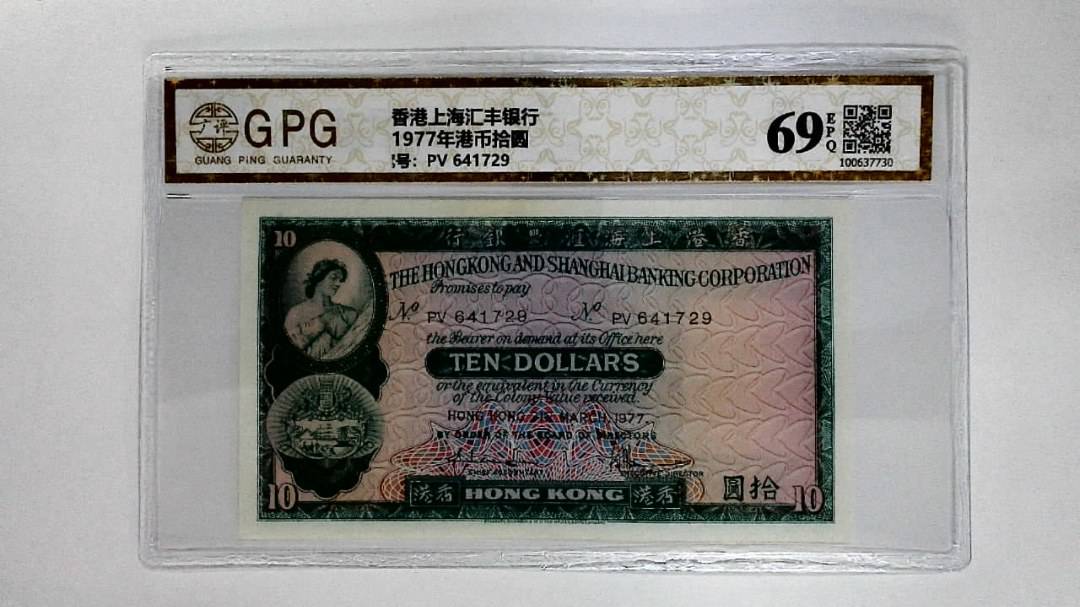 GPG
GUANG PING GUARANTY
广评
香港上海汇丰银行
1977年港币拾圆
号: PV 641729
69 EPQ
100637730
10
行銀 滙海上港香
THE HONGKONG AND SHANGHAI BANKING CORPORATION
Promises to pay
Nº PV 641729 Nº PV 641729
the Bearer on demand at its Office here
TEN DOLLARS
or the equivalent in the Currency
of the Colony Value received.
HONG KONG MARCH 1977
BY ORDER OF THE BOARD OF DIRECTORS
CHIEF ACCOUNTANT DIRECTOR
10 港香 HONG KONG 港香 圓拾 10